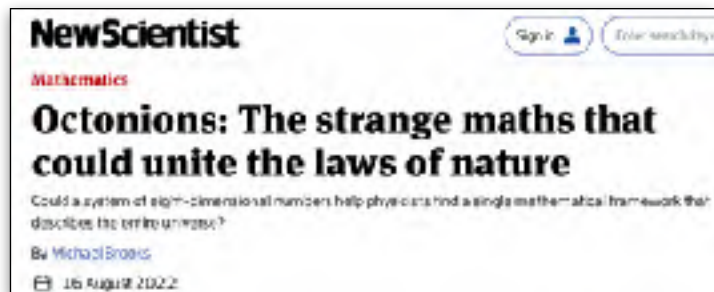 NewScientist
Sign in
Mathematics
Octonions: The strange maths that
could unite the laws of nature
Could a system of eight-dimensional numbers help physicists find a single mathematical framework that
describes the entire universe?
By Michael Brooks
16 August 2022